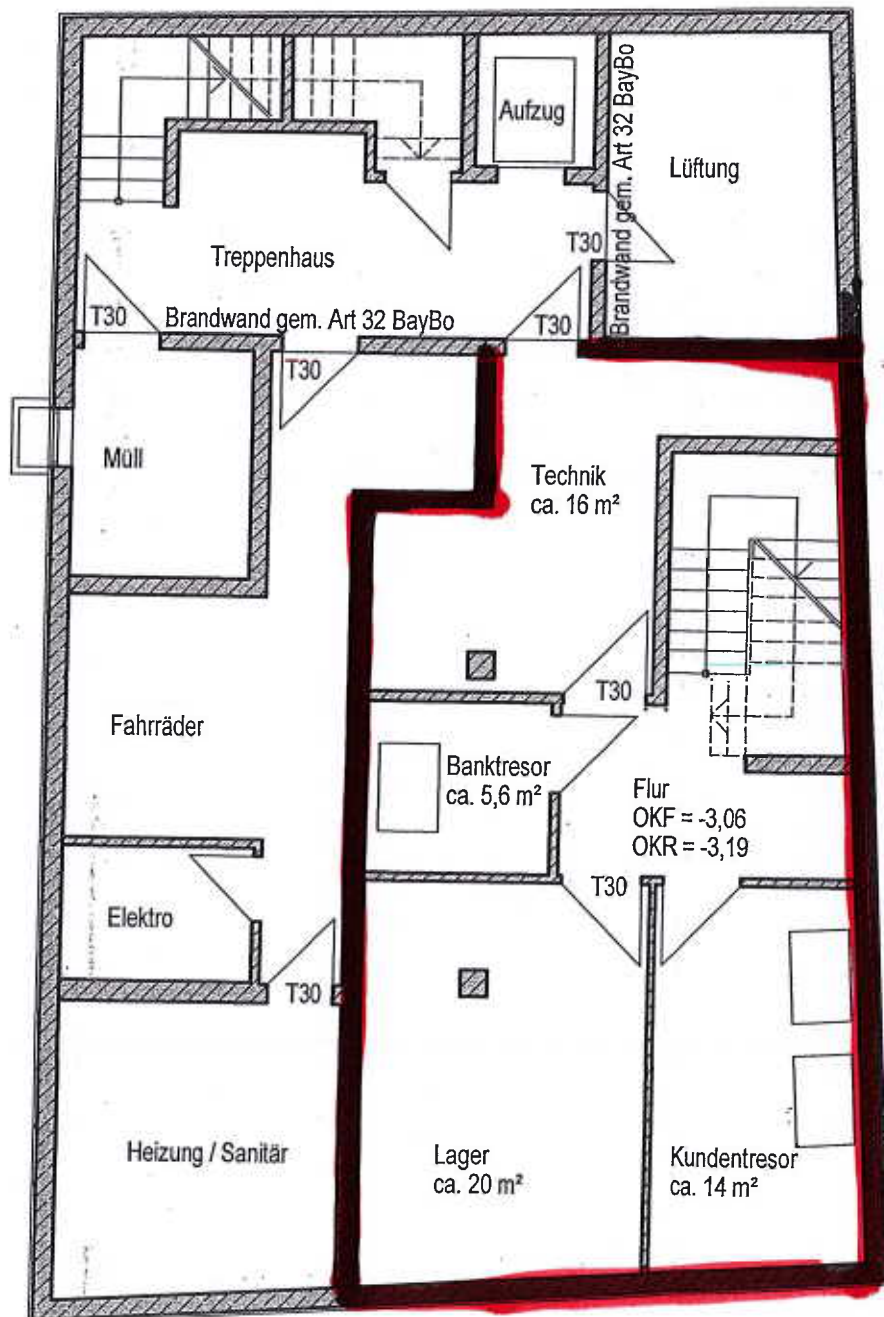 Aufzug
Brandwand gem. Art 32 BayBo
Lüftung
Treppenhaus
T30
T30
Brandwand gem. Art 32 BayBo
T30
T30
Müll
Technik
ca. 16 m²
T30
Fahrräder
Banktresor
ca. 5,6 m²
Flur
OKF = -3,06
OKR = -3,19
T30
Elektro
T30
Heizung / Sanitär
Lager
ca. 20 m²
Kundentresor
ca. 14 m²